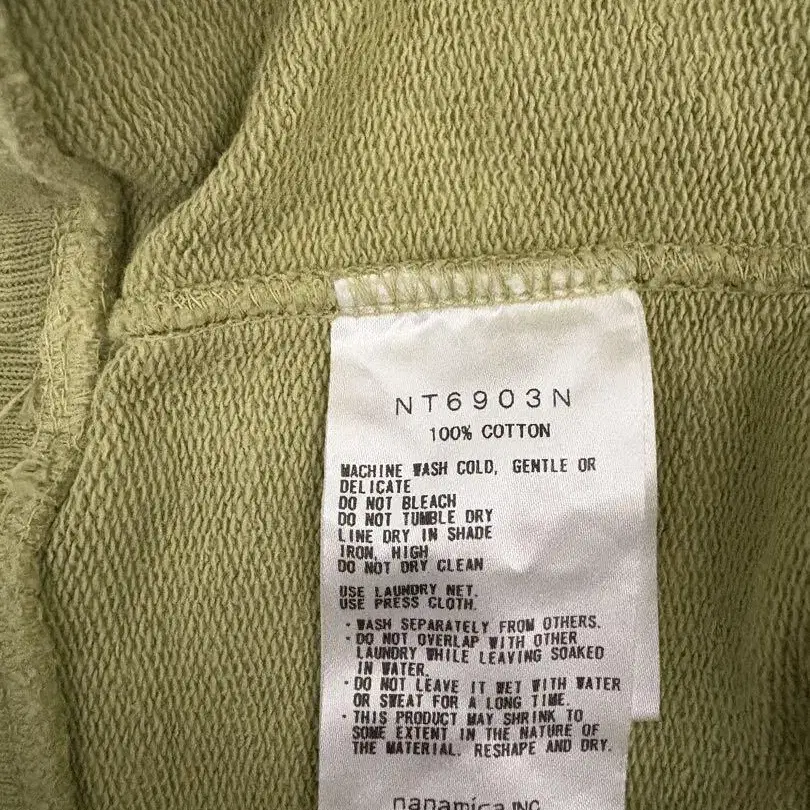 NT6903N
100% COTTON
MACHINE WASH COLD, GENTLE OR
DELICATE
DO NOT BLEACH
DO NOT TUMBLE DRY
LINE DRY IN SHADE
IRON, HIGH
DO NOT DRY CLEAN
USE LAUNDRY NET.
USE PRESS CLOTH.
・WASH SEPARATELY FROM OTHERS.
・DO NOT OVERLAP WITH OTHER
LAUNDRY WHILE LEAVING SOAKED
IN WATER.
・DO NOT LEAVE IT WET WITH WATER
OR SWEAT FOR A LONG TIME.
・THIS PRODUCT MAY SHRINK TO
SOME EXTENT IN THE NATURE OF
THE MATERIAL. RESHAPE AND DRY.
nanamica INC.